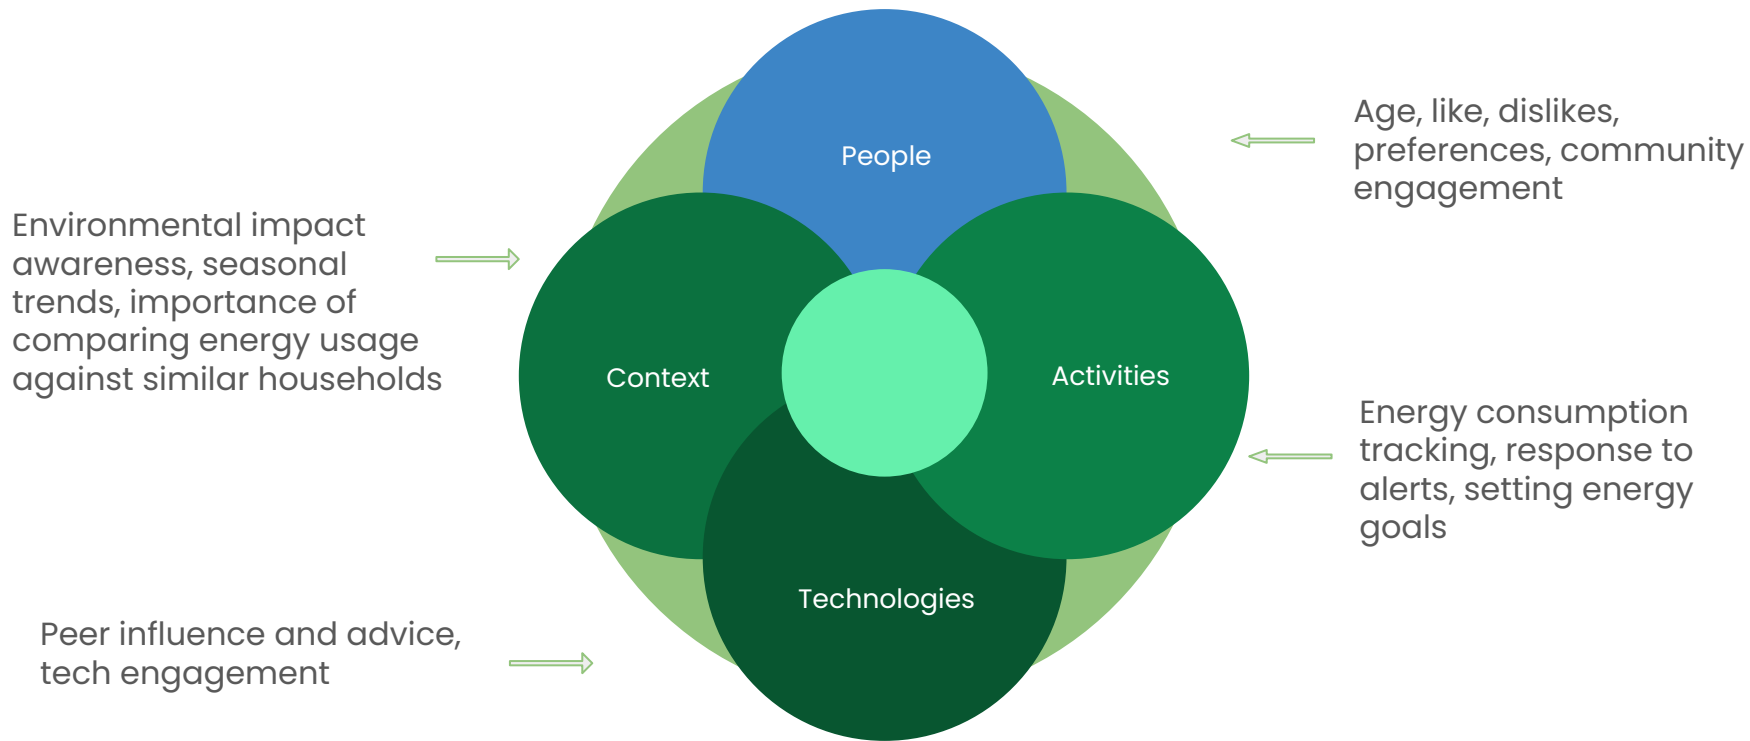 People
Age, like, dislikes,
preferences, community
engagement
Environmental impact
awareness, seasonal
trends, importance of
comparing energy usage
against similar households
Context
Activities
Energy consumption
tracking, response to
alerts, setting energy
goals
Technologies
Peer influence and advice,
tech engagement